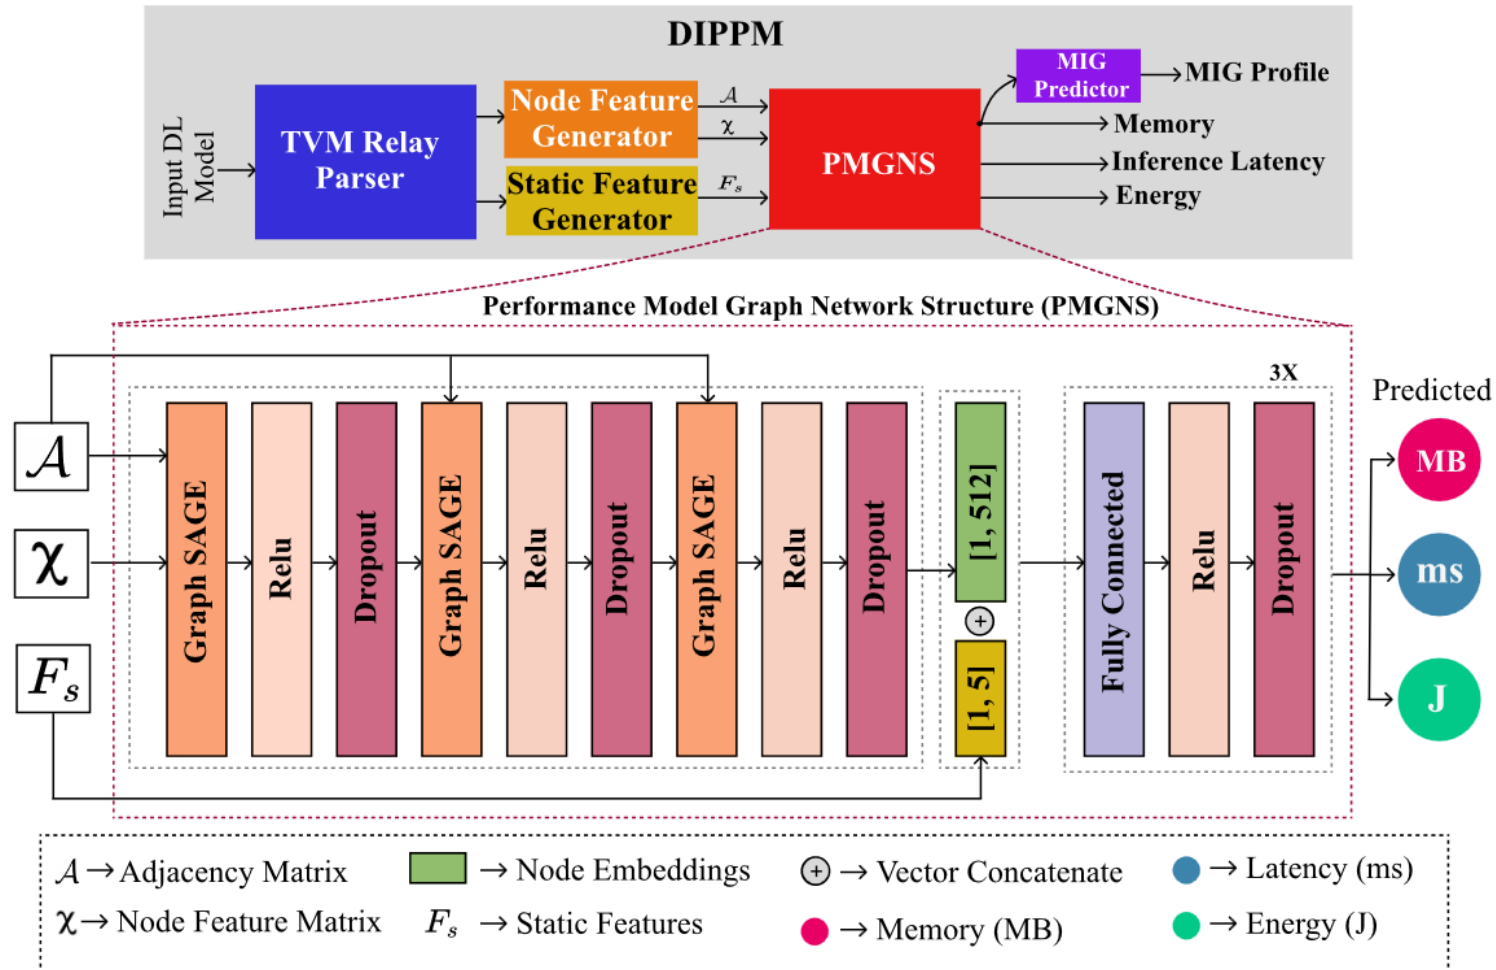 DIPPM
Input DL
Model
TVM Relay
Parser
Node Feature
Generator
Static Feature
Generator
𝒜
χ
Fₛ
PMGNS
MIG
Predictor
MIG Profile
Memory
Inference Latency
Energy
Performance Model Graph Network Structure (PMGNS)
𝒜
χ
Fₛ
Graph SAGE
Relu
Dropout
Graph SAGE
Relu
Dropout
Graph SAGE
Relu
Dropout
[1, 512]
+
[1, 5]
3X
Fully Connected
Relu
Dropout
Predicted
MB
ms
J
𝒜 → Adjacency Matrix
→ Node Embeddings
+ → Vector Concatenate
→ Latency (ms)
χ → Node Feature Matrix
Fₛ → Static Features
→ Memory (MB)
→ Energy (J)